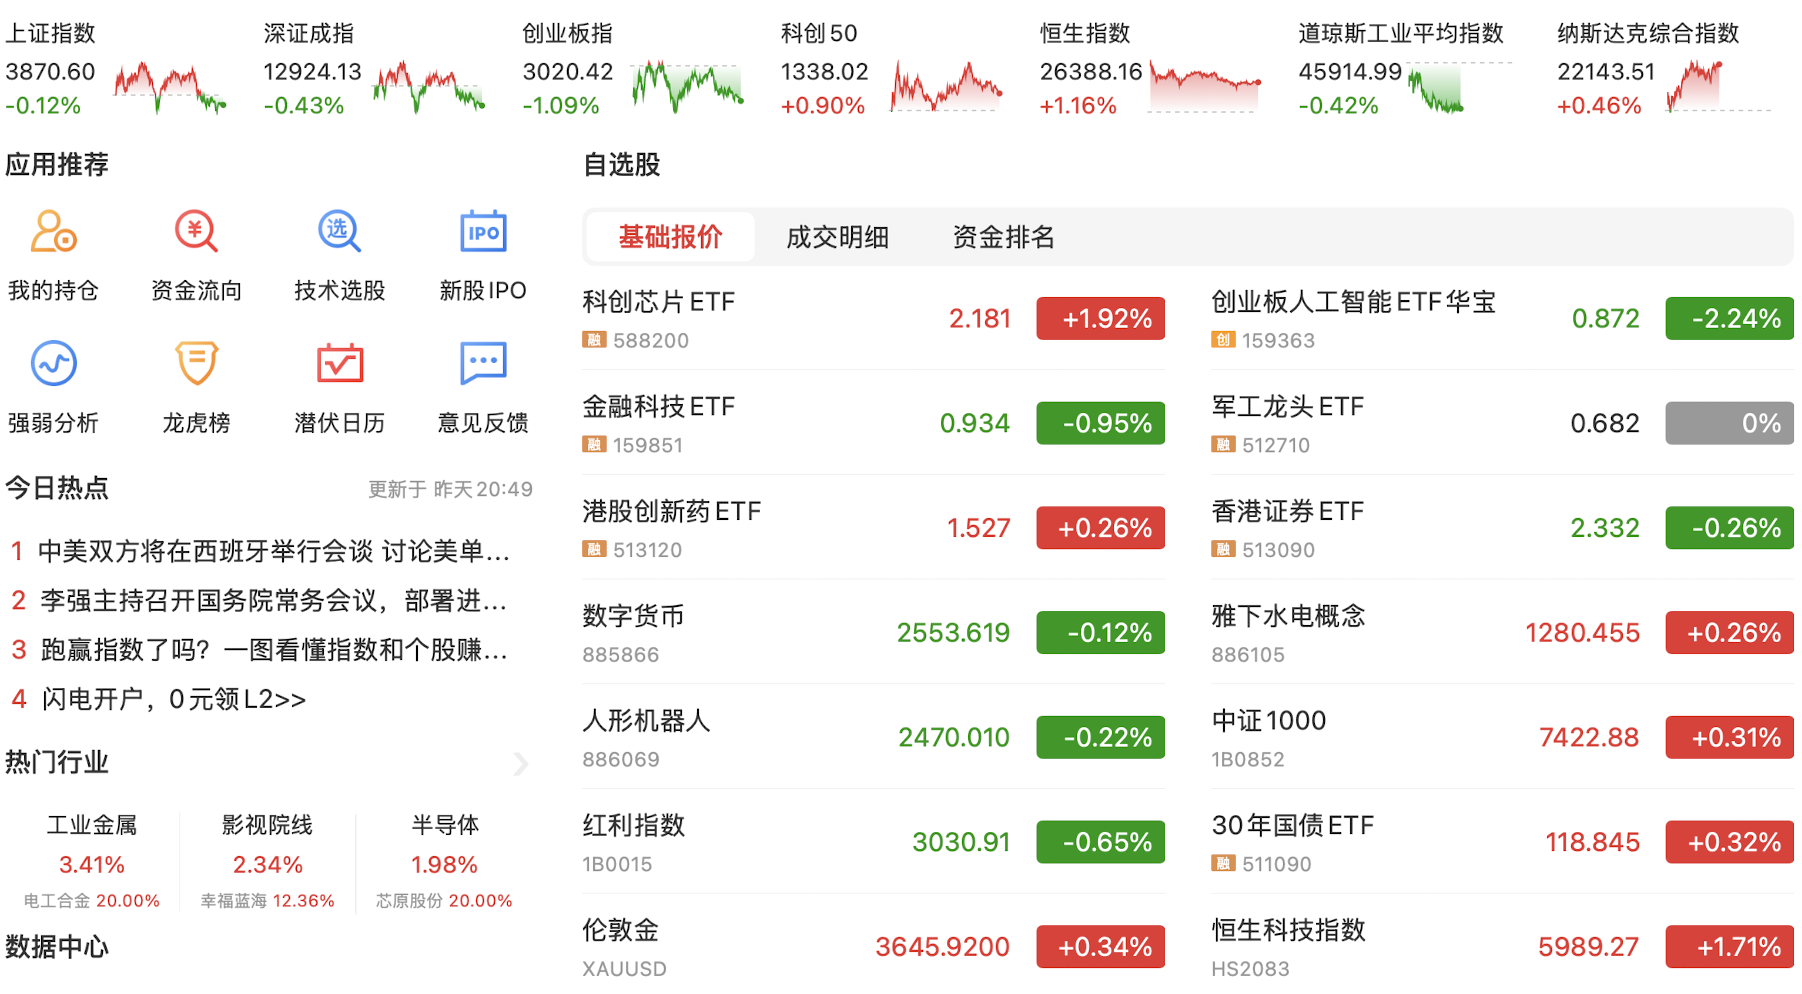 上证指数
3870.60
-0.12%
深证成指
12924.13
-0.43%
创业板指
3020.42
-1.09%
科创50
1338.02
+0.90%
恒生指数
26388.16
+1.16%
道琼斯工业平均指数
45914.99
-0.42%
纳斯达克综合指数
22143.51
+0.46%
应用推荐
¥
选
IPO
我的持仓
资金流向
技术选股
新股IPO
强弱分析
龙虎榜
潜伏日历
意见反馈
今日热点
更新于 昨天20:49
1 中美双方将在西班牙举行会谈 讨论美单...
2 李强主持召开国务院常务会议，部署进...
3 跑赢指数了吗？一图看懂指数和个股赚...
4 闪电开户，0元领L2>>
热门行业
工业金属
3.41%
电工合金 20.00%
影视院线
2.34%
幸福蓝海 12.36%
半导体
1.98%
芯原股份 20.00%
数据中心
自选股
基础报价
成交明细
资金排名
科创芯片ETF
融 588200
2.181
+1.92%
创业板人工智能ETF华宝
创 159363
0.872
-2.24%
金融科技ETF
融 159851
0.934
-0.95%
军工龙头ETF
融 512710
0.682
0%
港股创新药ETF
融 513120
1.527
+0.26%
香港证券ETF
融 513090
2.332
-0.26%
数字货币
885866
2553.619
-0.12%
雅下水电概念
886105
1280.455
+0.26%
人形机器人
886069
2470.010
-0.22%
中证1000
1B0852
7422.88
+0.31%
红利指数
1B0015
3030.91
-0.65%
30年国债ETF
融 511090
118.845
+0.32%
伦敦金
XAUUSD
3645.9200
+0.34%
恒生科技指数
HS2083
5989.27
+1.71%